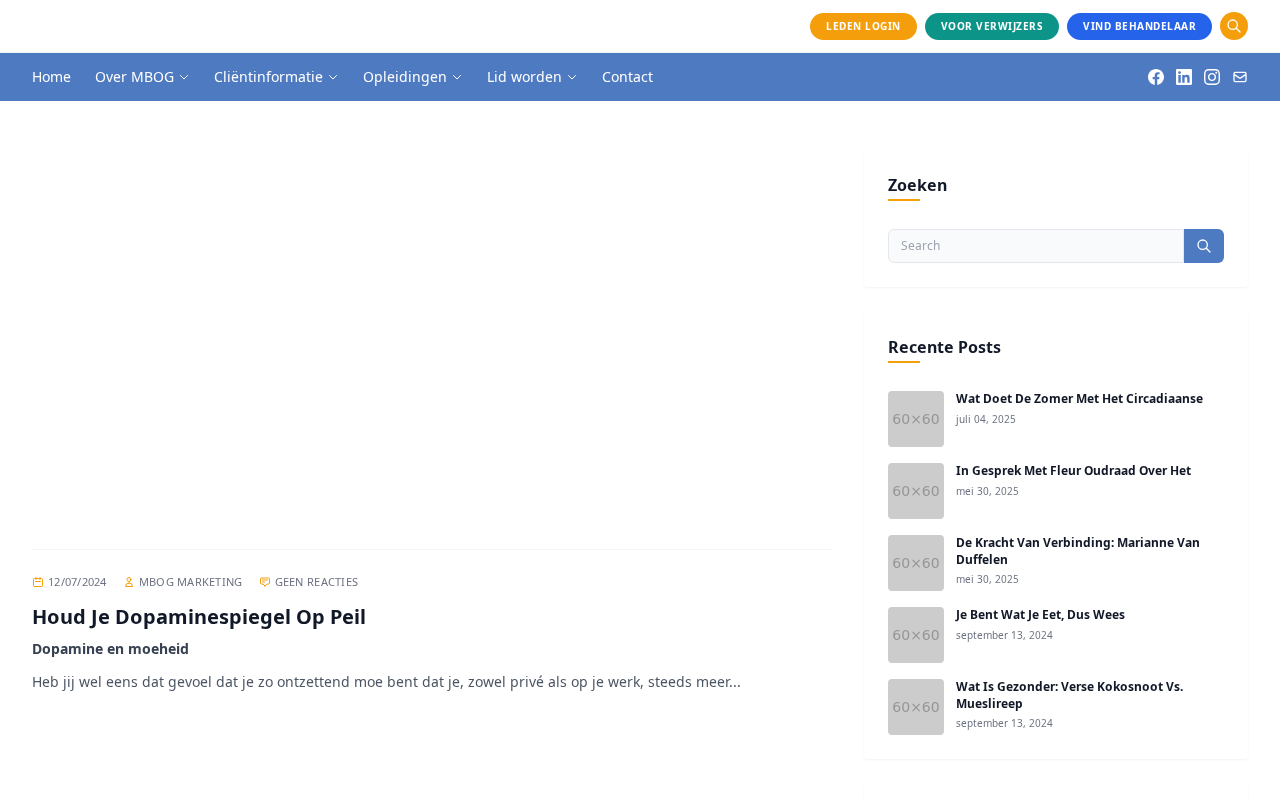 LEDEN LOGIN VOOR VERWIJZERS VIND BEHANDELAAR
Home Over MBOG Cliëntinformatie Opleidingen Lid worden Contact
12/07/2024 MBOG MARKETING GEEN REACTIES
Houd Je Dopaminespiegel Op Peil
Dopamine en moeheid
Heb jij wel eens dat gevoel dat je zo ontzettend moe bent dat je, zowel privé als op je werk, steeds meer...
Zoeken
Search
Recente Posts
60×60
Wat Doet De Zomer Met Het Circadiaanse
juli 04, 2025
60×60
In Gesprek Met Fleur Oudraad Over Het
mei 30, 2025
60×60
De Kracht Van Verbinding: Marianne Van
Duffelen
mei 30, 2025
60×60
Je Bent Wat Je Eet, Dus Wees
september 13, 2024
60×60
Wat Is Gezonder: Verse Kokosnoot Vs.
Mueslireep
september 13, 2024